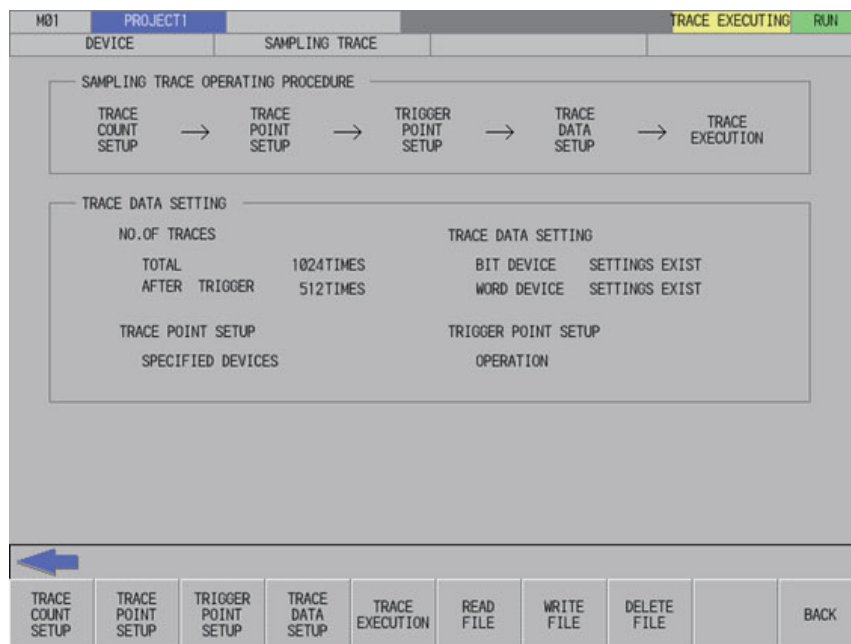 M01 PROJECT1 TRACE EXECUTING RUN
DEVICE SAMPLING TRACE
SAMPLING TRACE OPERATING PROCEDURE
TRACE COUNT SETUP → TRACE POINT SETUP → TRIGGER POINT SETUP → TRACE DATA SETUP → TRACE EXECUTION
TRACE DATA SETTING
NO.OF TRACES
TOTAL 1024TIMES
AFTER TRIGGER 512TIMES
TRACE DATA SETTING
BIT DEVICE SETTINGS EXIST
WORD DEVICE SETTINGS EXIST
TRACE POINT SETUP
SPECIFIED DEVICES
TRIGGER POINT SETUP
OPERATION
TRACE COUNT SETUP
TRACE POINT SETUP
TRIGGER POINT SETUP
TRACE DATA SETUP
TRACE EXECUTION
READ FILE
WRITE FILE
DELETE FILE
BACK